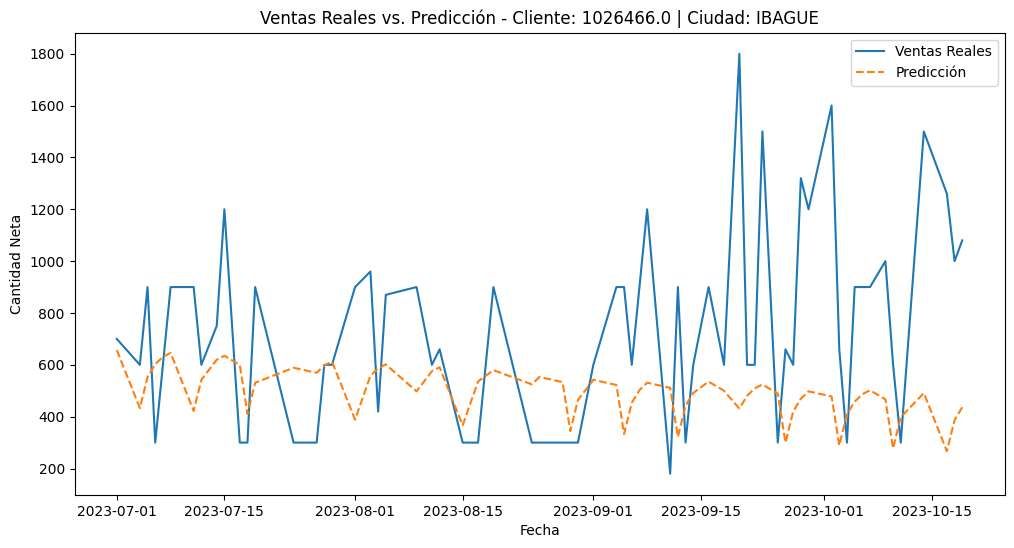 Ventas Reales vs. Predicción - Cliente: 1026466.0 | Ciudad: IBAGUE
Ventas Reales
Predicción
Cantidad Neta
1800
1600
1400
1200
1000
800
600
400
200
2023-07-01 2023-07-15 2023-08-01 2023-08-15 2023-09-01 2023-09-15 2023-10-01 2023-10-15
Fecha